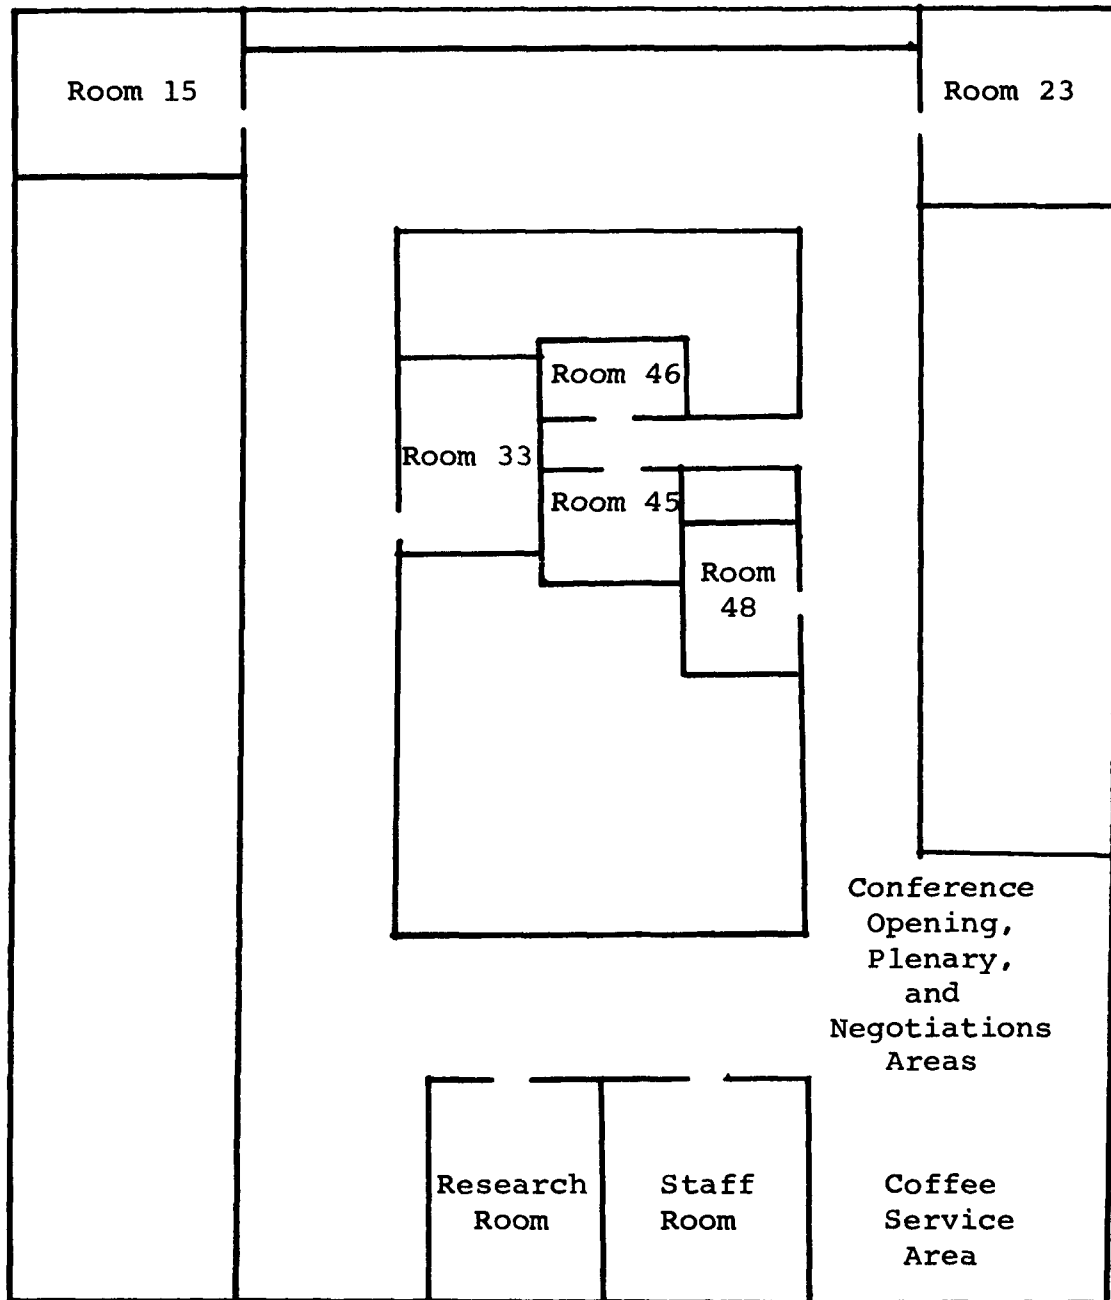 Room 15
Room 23
Room 46
Room 33
Room 45
Room
48
Conference
Opening,
Plenary,
and
Negotiations
Areas
Research
Room
Staff
Room
Coffee
Service
Area